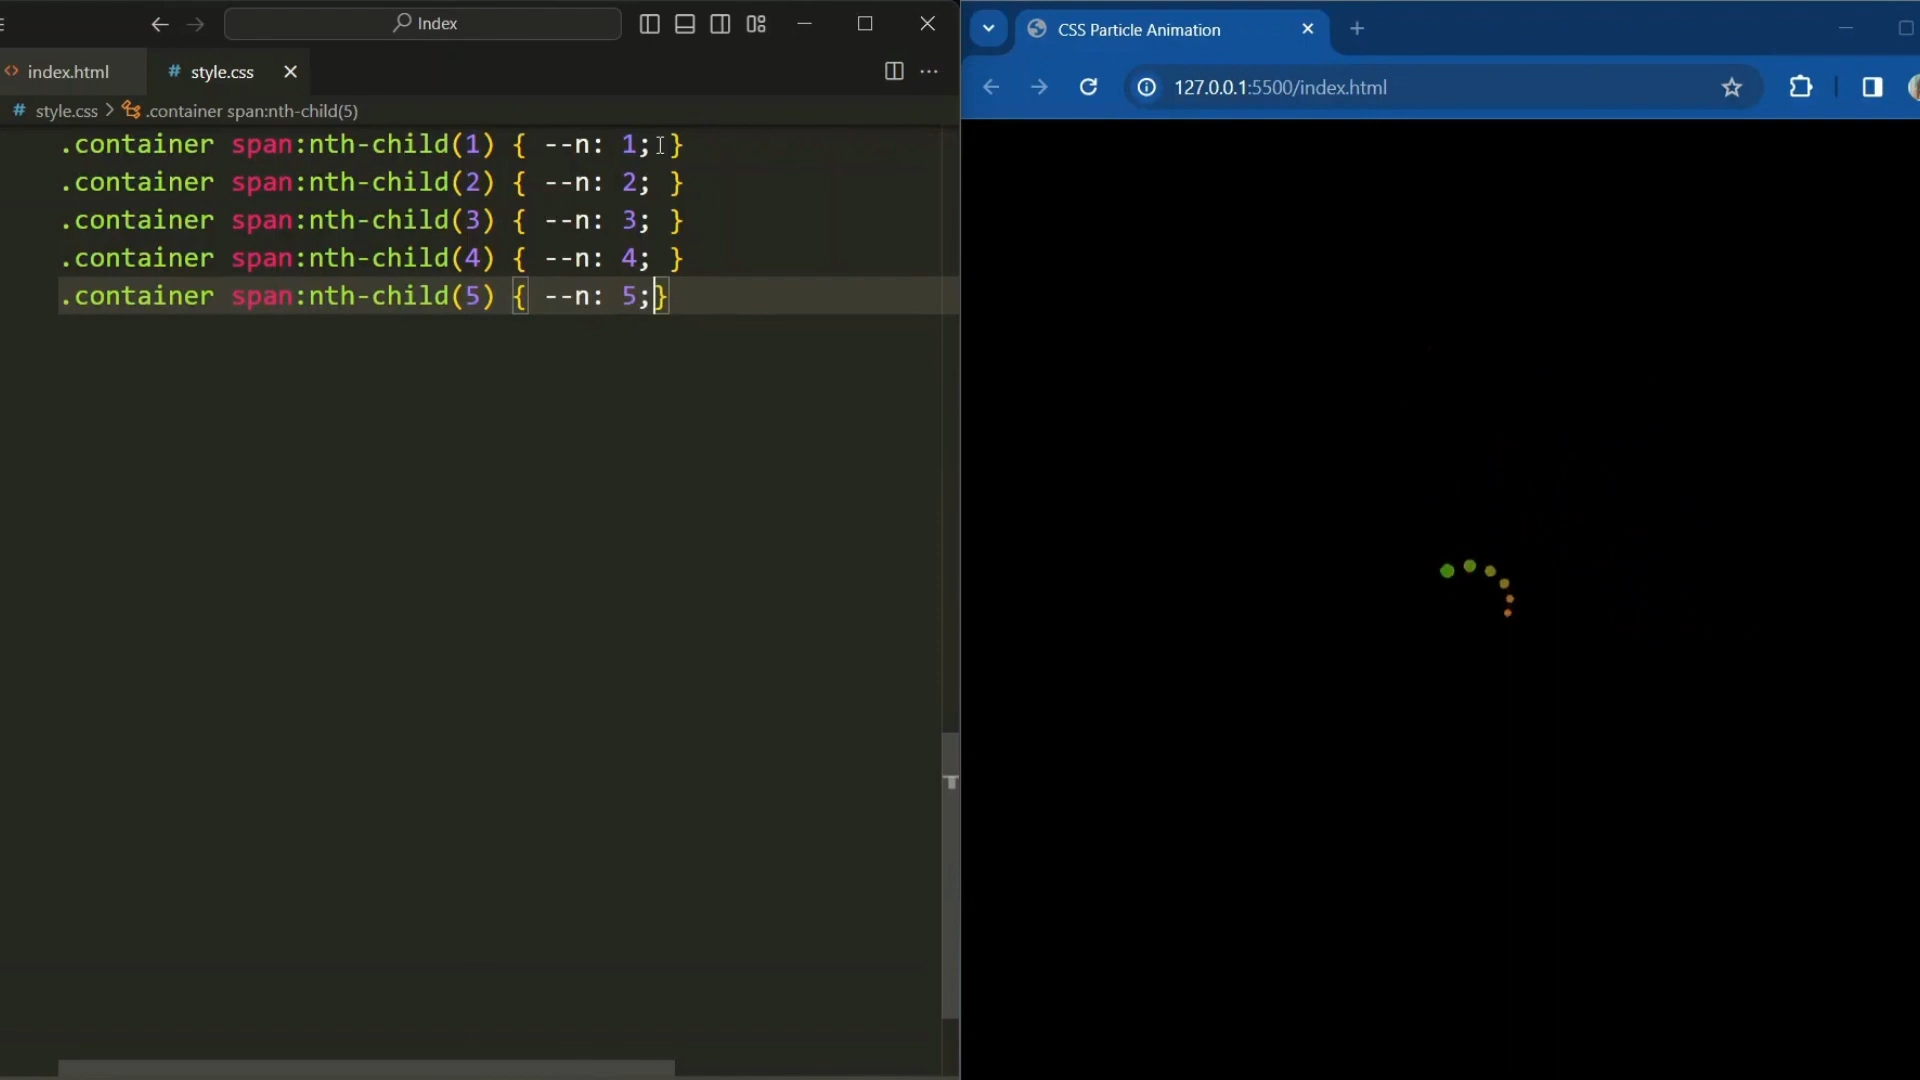 Index
index.html
# style.css
# style.css > .container span:nth-child(5)
.container span:nth-child(1) { --n: 1; }
.container span:nth-child(2) { --n: 2; }
.container span:nth-child(3) { --n: 3; }
.container span:nth-child(4) { --n: 4; }
.container span:nth-child(5) { --n: 5;}
CSS Particle Animation
127.0.0.1:5500/index.html